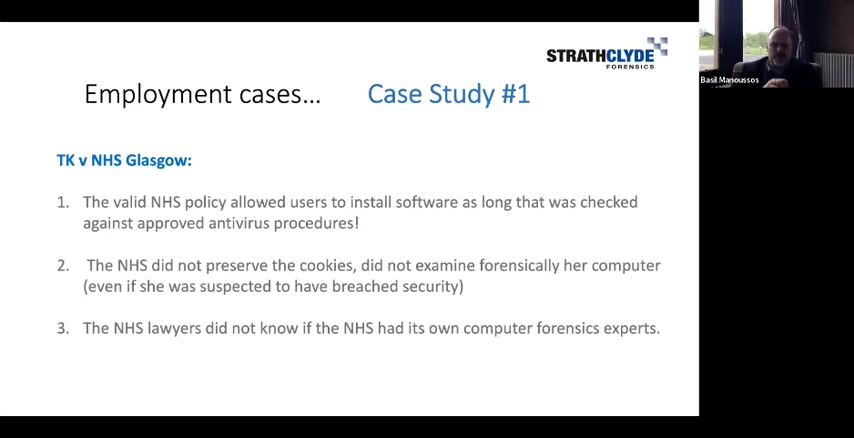 STRATHCLYDE
FORENSICS
Basil Manoussos
Employment cases... Case Study #1
TK v NHS Glasgow:
1. The valid NHS policy allowed users to install software as long that was checked
against approved antivirus procedures!
2. The NHS did not preserve the cookies, did not examine forensically her computer
(even if she was suspected to have breached security)
3. The NHS lawyers did not know if the NHS had its own computer forensics experts.